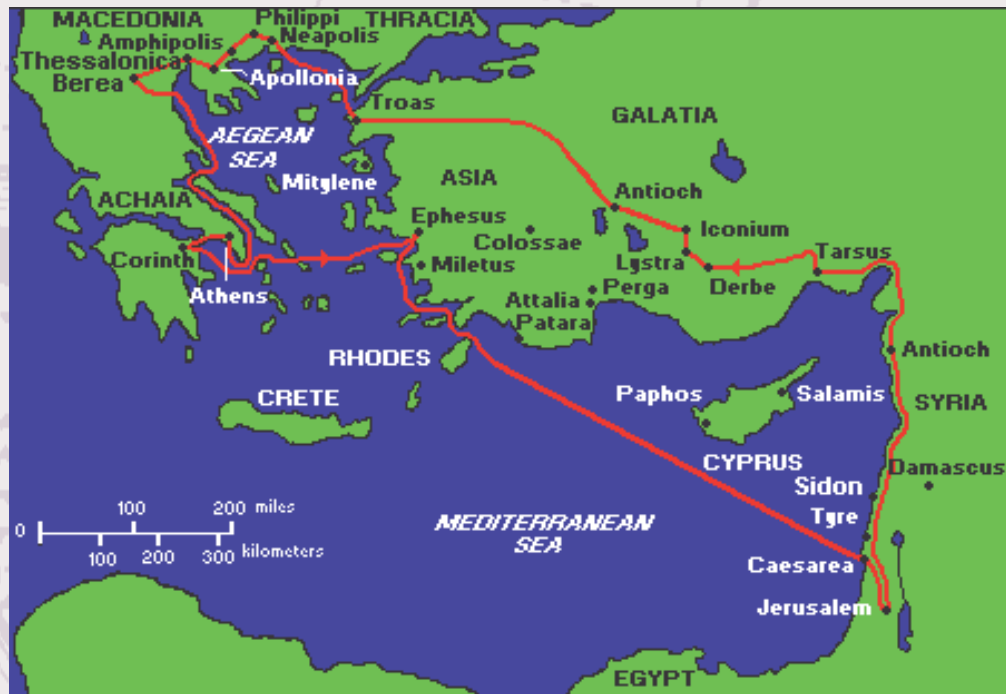 MACEDONIA
Philippi
THRACIA
Amphipolis
Neapolis
Thessalonica
Berea
Apollonia
Troas
GALATIA
AEGEAN
SEA
Mitylene
ASIA
Antioch
ACHAIA
Ephesus
Iconium
Colossae
Corinth
Miletus
Lystra
Tarsus
Derbe
Perga
Athens
Attalia
Patara
RHODES
Antioch
CRETE
Paphos
Salamis
SYRIA
CYPRUS
Damascus
Sidon
100
200 miles
Tyre
0
MEDITERRANEAN
SEA
100
200
300 kilometers
Caesarea
Jerusalem
EGYPT